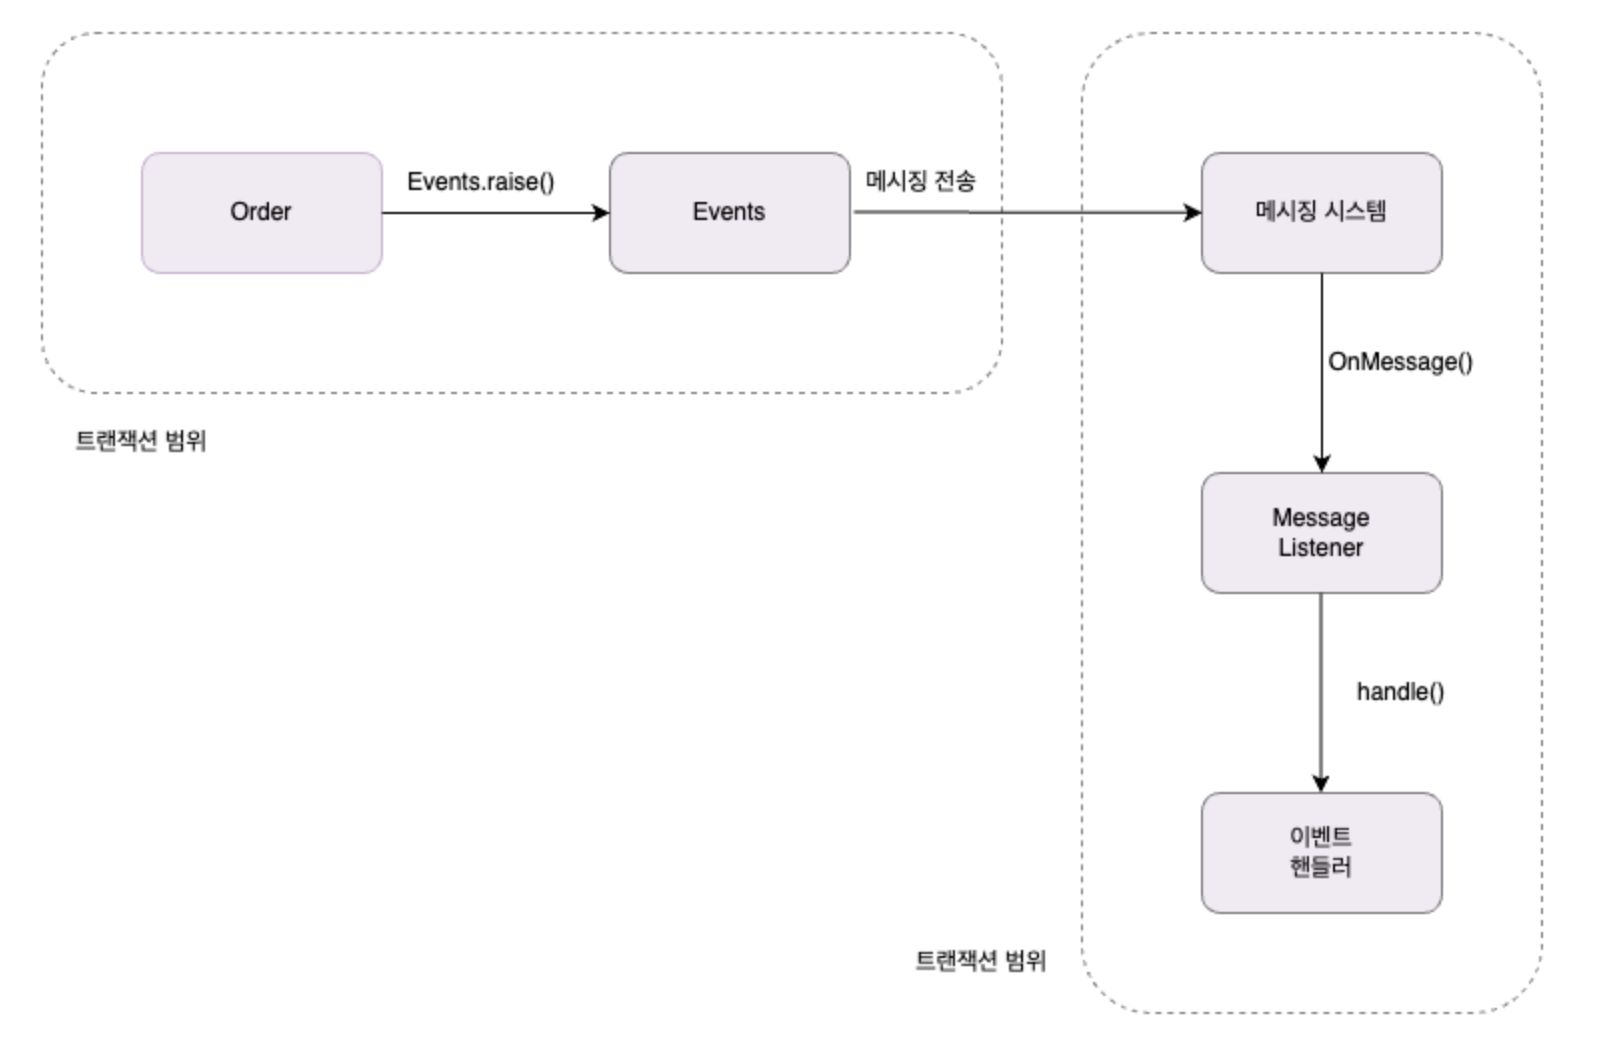 Order
Events.raise()
Events
메시징 전송
메시징 시스템
OnMessage()
트랜잭션 범위
Message
Listener
handle()
이벤트
핸들러
트랜잭션 범위